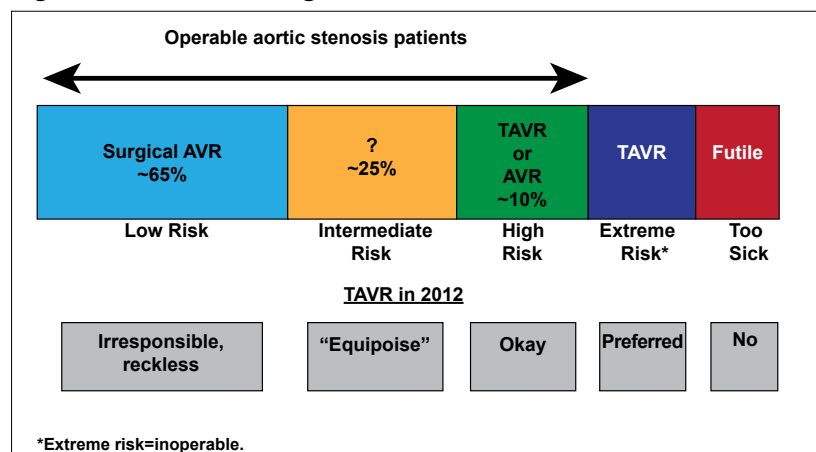 Operable aortic stenosis patients
Surgical AVR
~65%
?
~25%
TAVR
or
AVR
~10%
TAVR
Futile
Low Risk
Intermediate
Risk
High
Risk
Extreme
Risk*
Too
Sick
TAVR in 2012
Irresponsible,
reckless
“Equipoise”
Okay
Preferred
No
*Extreme risk=inoperable.